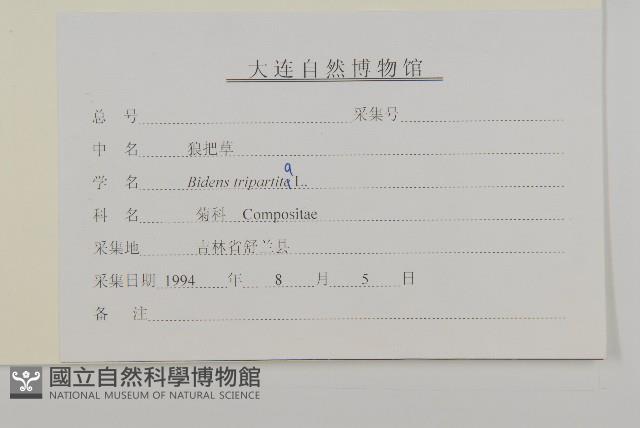 大连自然博物馆
总 号 采集号
中 名 狼把草
学 名 Bidens tripartite L.
a
科 名 菊科 Compositae
采集地 吉林省舒兰县
采集日期 1994 年 8 月 5 日
备 注
國立自然科學博物館
NATIONAL MUSEUM OF NATURAL SCIENCE